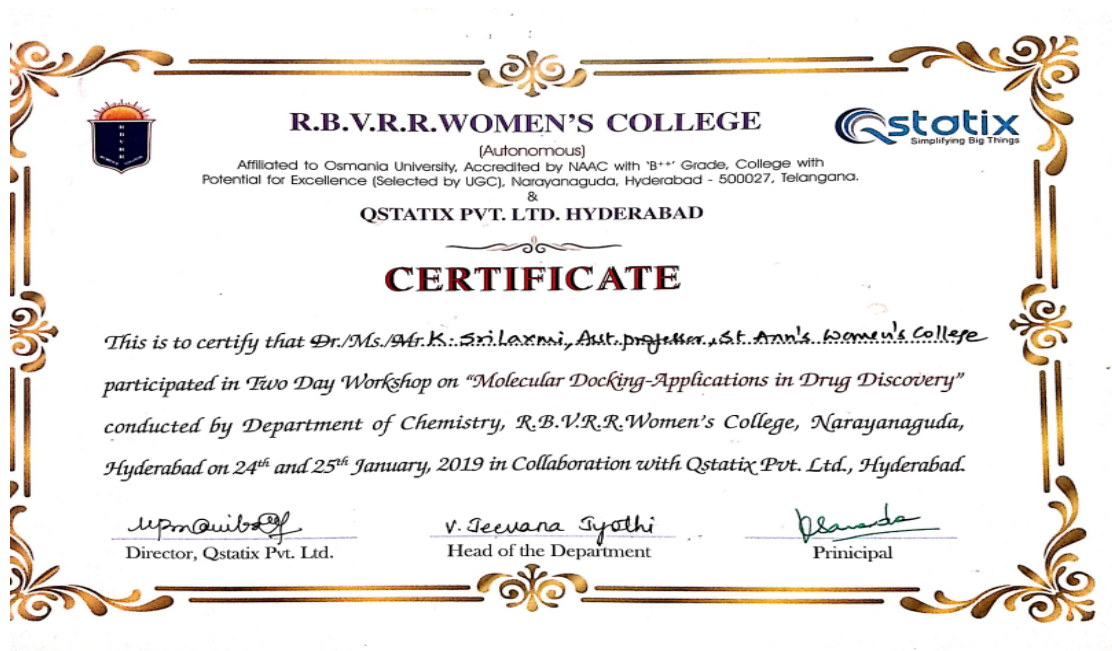 R.B.V.R.R.WOMEN'S COLLEGE
RBVRR
Qstatix
Simplifying Big Things
(Autonomous)
Affiliated to Osmania University, Accredited by NAAC with 'B++' Grade, College with
Potential for Excellence (Selected by UGC), Narayanaguda, Hyderabad - 500027, Telangana.
&
QSTATIX PVT. LTD. HYDERABAD
CERTIFICATE
This is to certify that Dr./Ms./Mr. K. Sri Laxmi, Asst. professor, St. Ann's women's College
participated in Two Day Workshop on "Molecular Docking-Applications in Drug Discovery"
conducted by Department of Chemistry, R.B.V.R.R.Women's College, Narayanaguda,
Hyderabad on 24th and 25th January, 2019 in Collaboration with Qstatix Pvt. Ltd., Hyderabad.
V. Jeevana Jyothi
Director, Qstatix Pvt. Ltd.
Head of the Department
Prinicipal